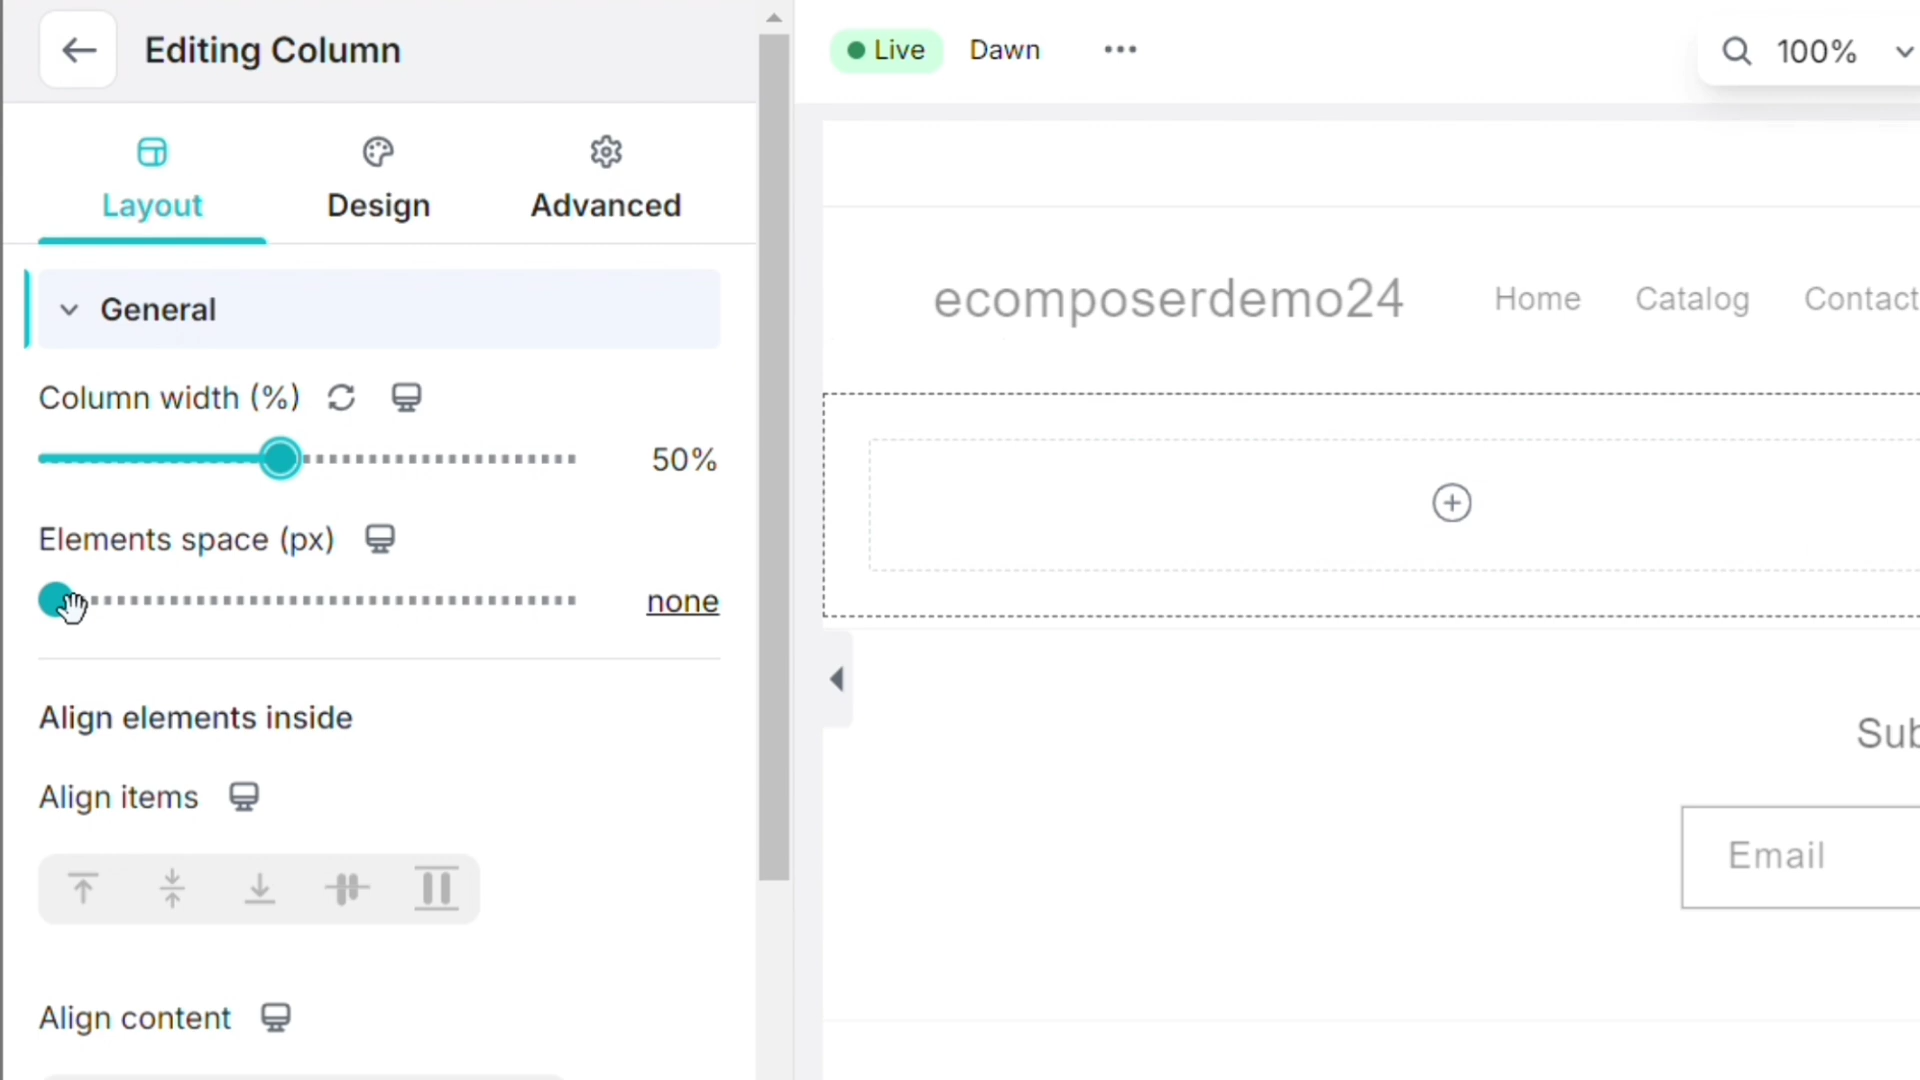 Editing Column
Live Dawn
100%
Layout Design Advanced
General
ecomposerdemo24 Home Catalog Contact
Column width (%)
50%
Elements space (px)
none
Align elements inside
Sub
Align items
Email
Align content